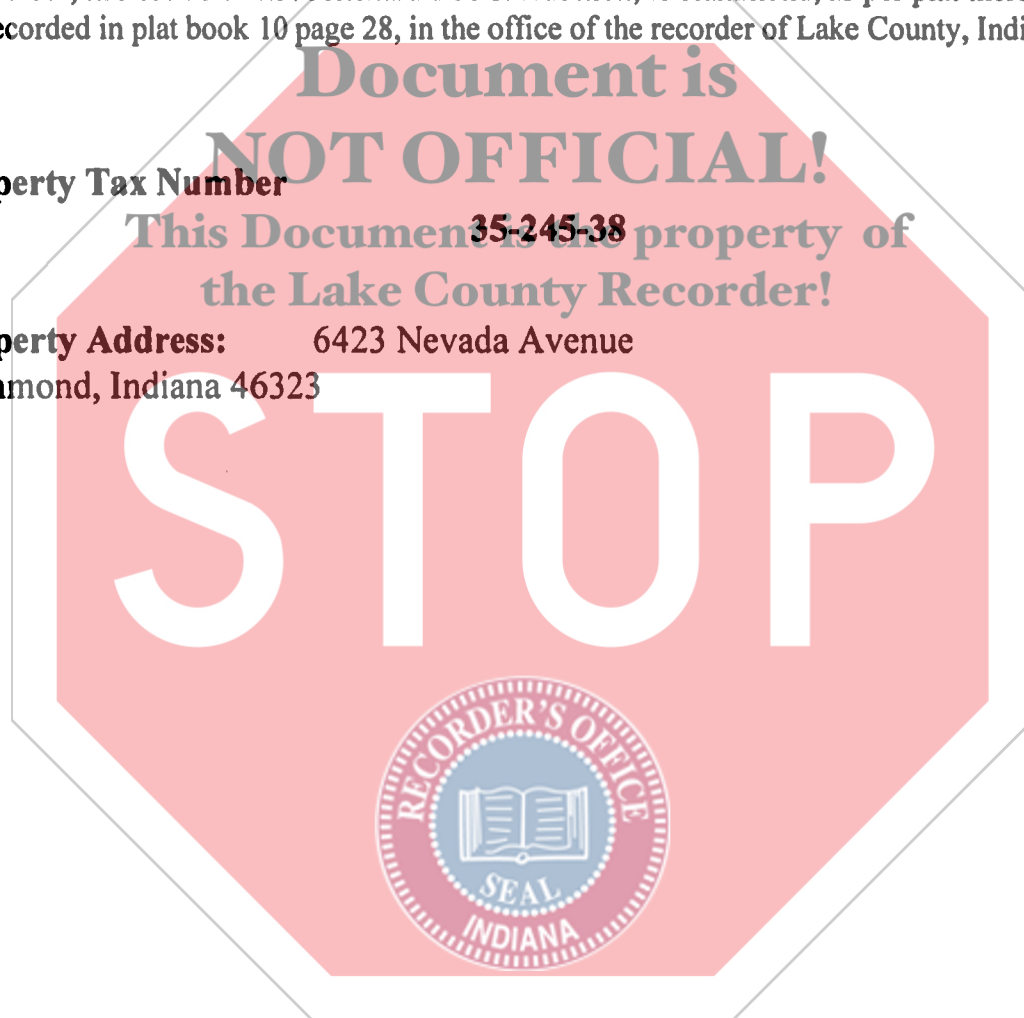 ecorded in plat book 10 page 28, in the office of the recorder of Lake County, Indi
Document is
NOT OFFICIAL!
perty Tax Number
This Document is the property of
35-245-38
the Lake County Recorder!
perty Address: 6423 Nevada Avenue
mond, Indiana 46323
STOP
RECORDER'S OFFICE
SEAL
INDIANA